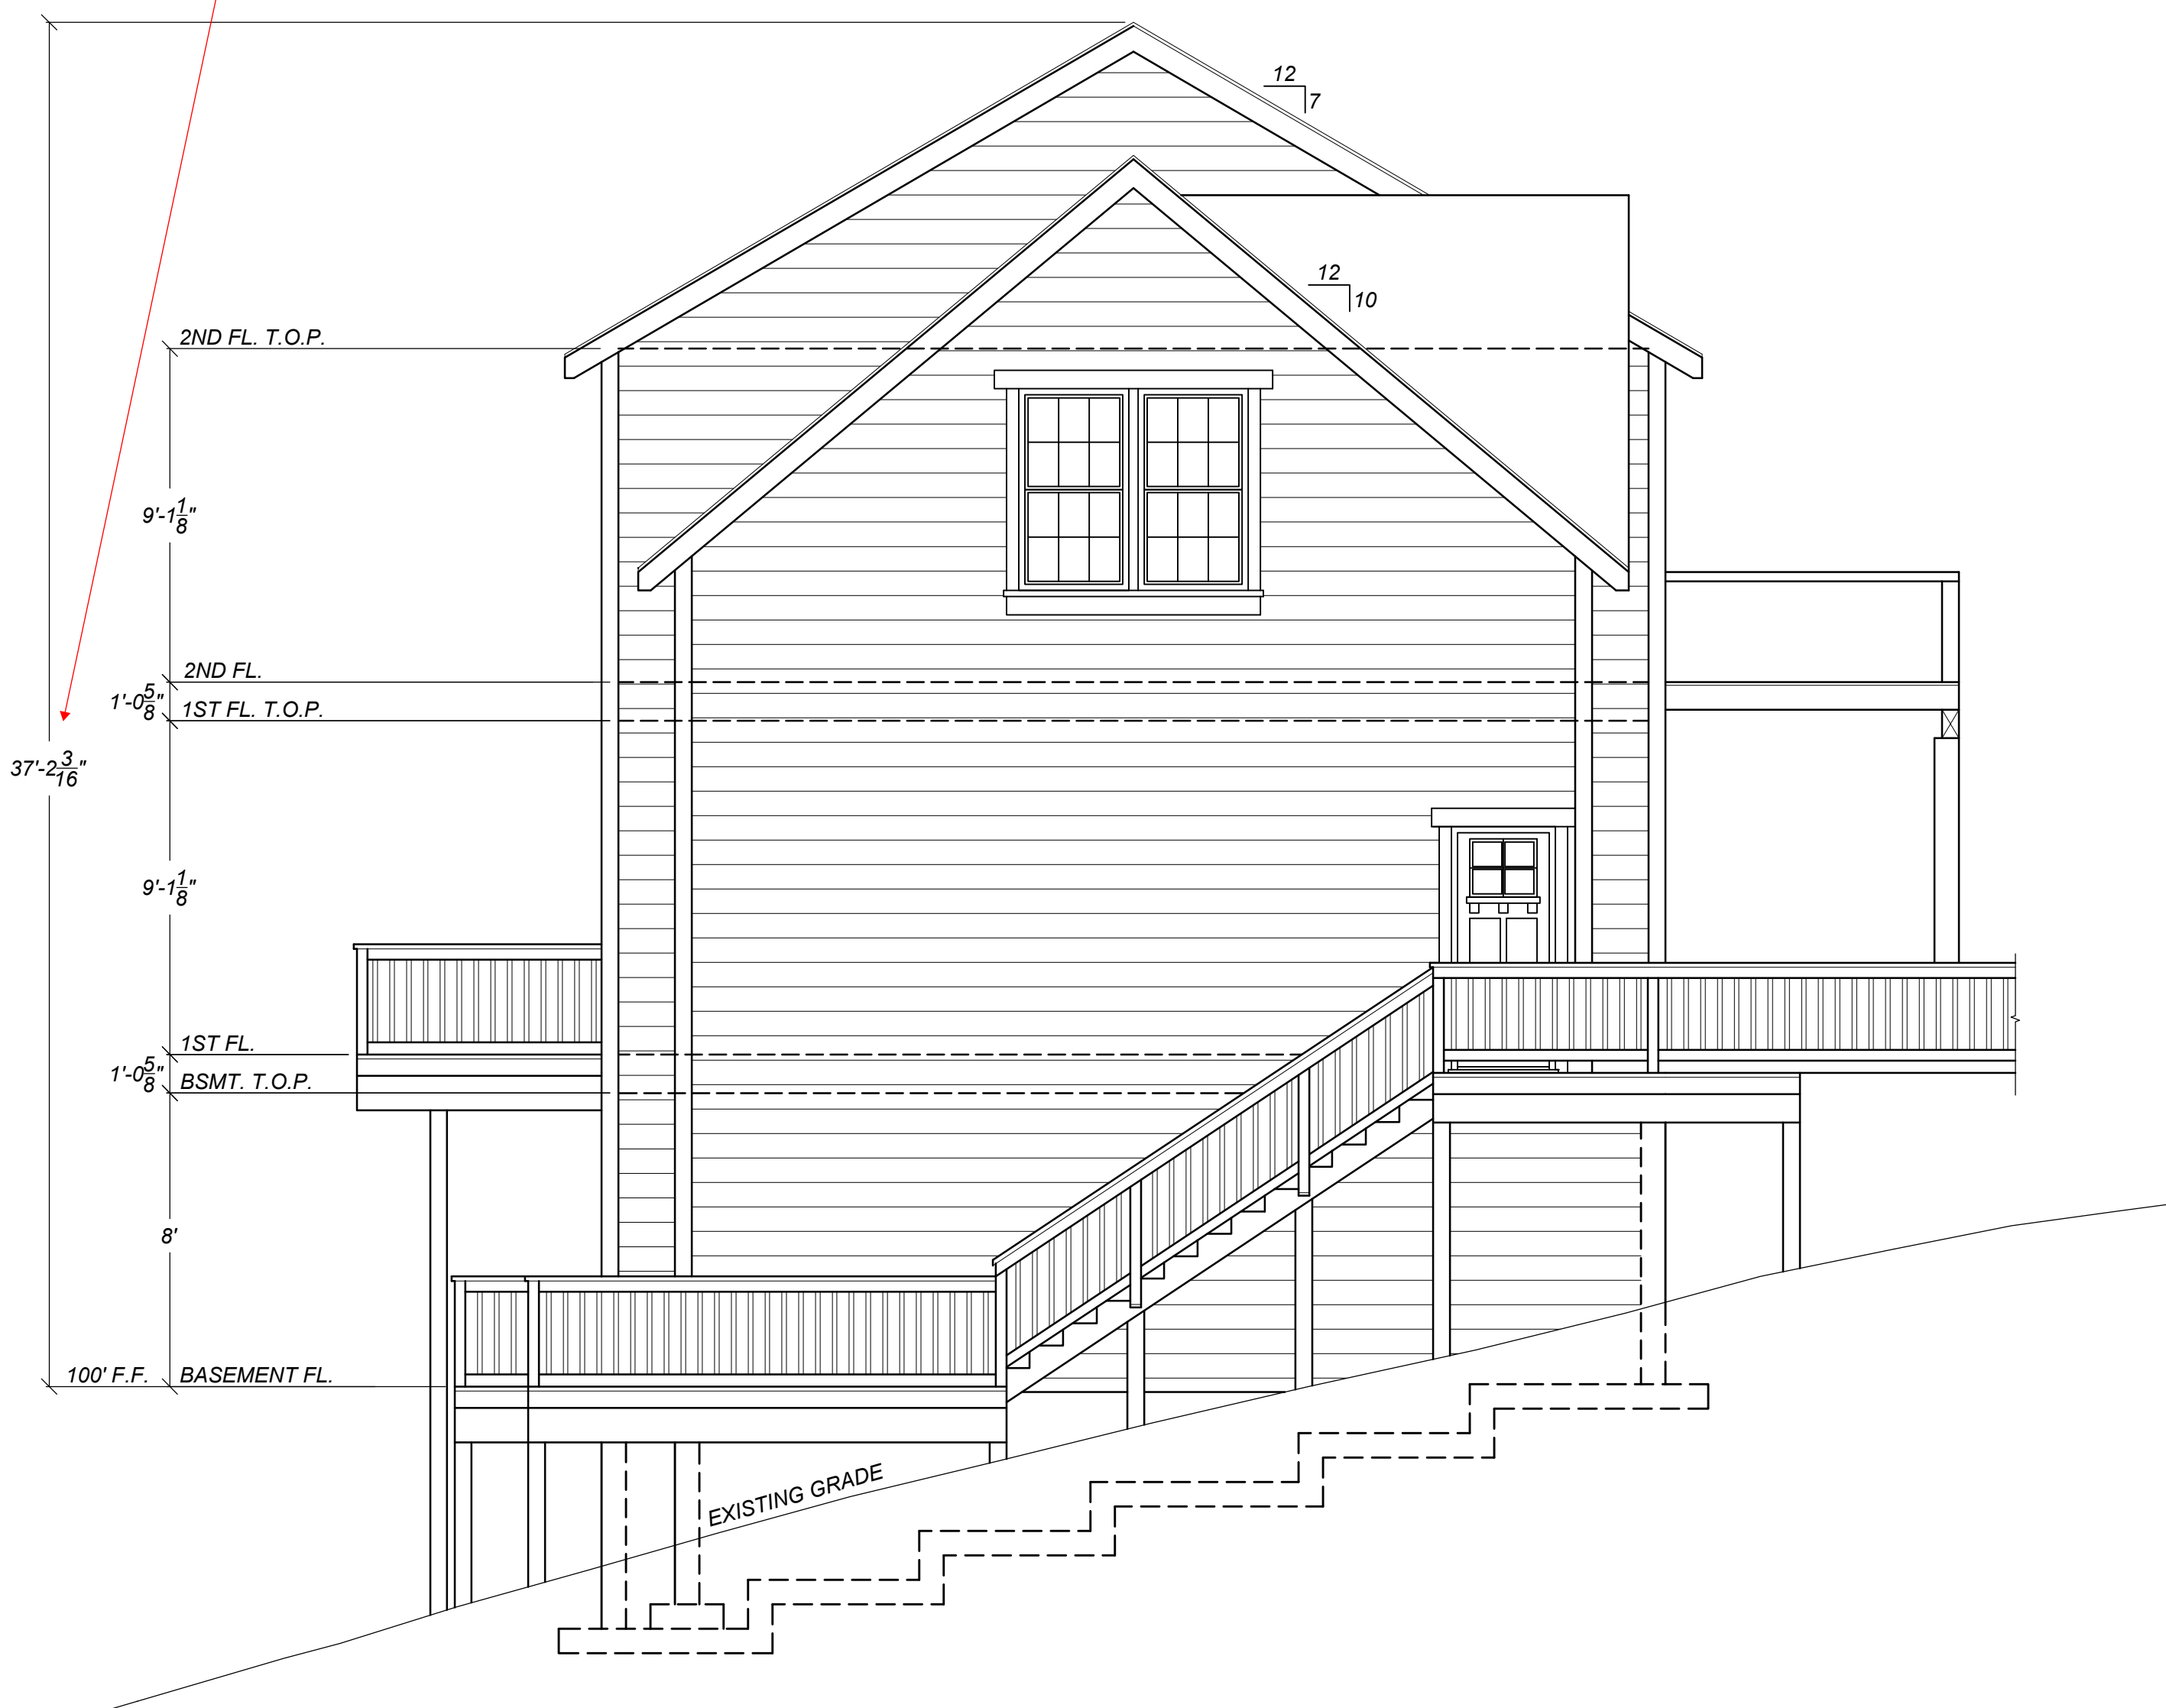 12
7
12
10
2ND FL. T.O.P.
9'-1 1/8"
2ND FL.
1'-0 5/8"
1ST FL. T.O.P.
37'-2 3/16"
9'-1 1/8"
1ST FL.
1'-0 5/8"
BSMT. T.O.P.
8'
100' F.F.
BASEMENT FL.
EXISTING GRADE